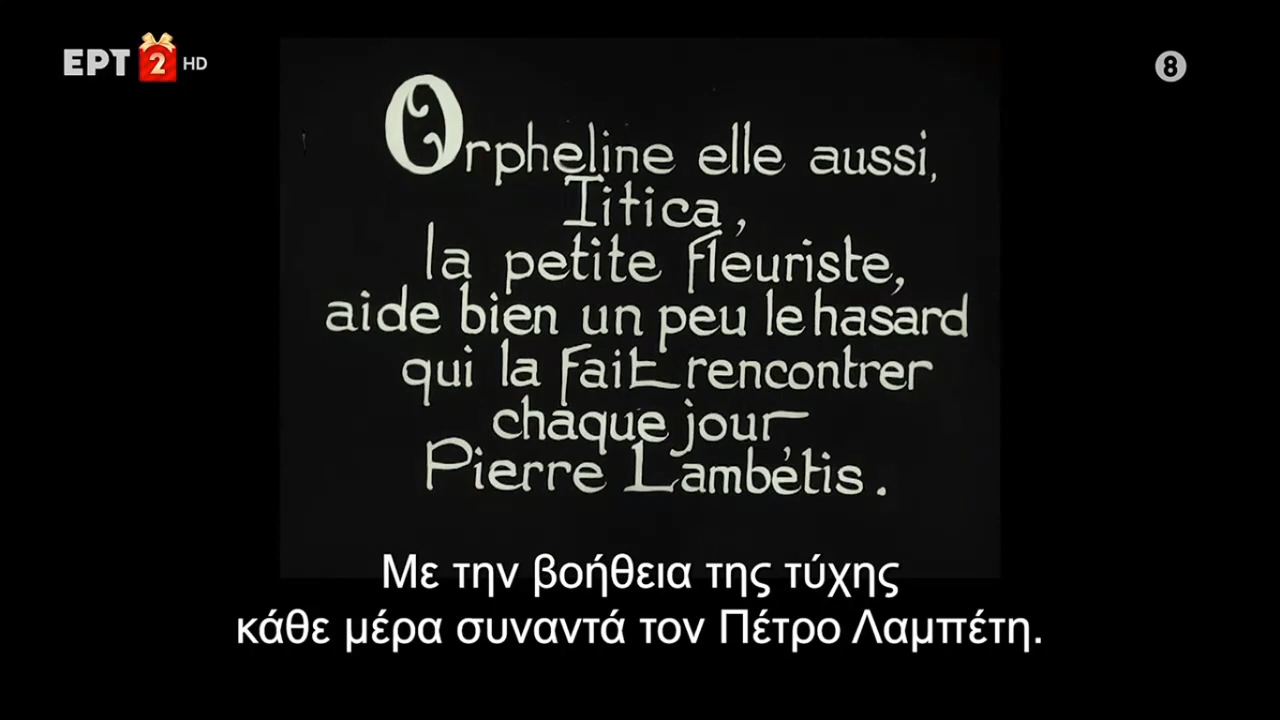 ΕΡΤ 2 HD
8
Orpheline elle aussi,
Titica,
la petite fleuriste,
aide bien un peu le hasard
qui la fait rencontrer
chaque jour
Pierre Lambétis.
Με την βοήθεια της τύχης
κάθε μέρα συναντά τον Πέτρο Λαμπέτη.